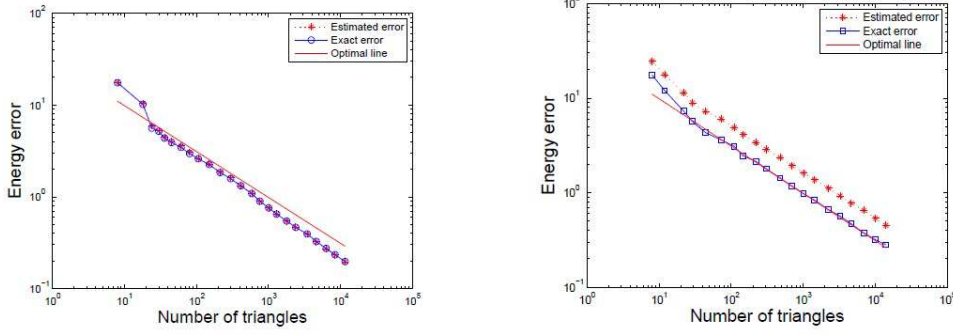 10^2
10^1
10^0
10^-1
Energy error
Estimated error
Exact error
Optimal line
10^0 10^1 10^2 10^3 10^4 10^5
Number of triangles
10^1
10^0
10^-1
Energy error
Estimated error
Exact error
Optimal line
10^0 10^1 10^2 10^3 10^4 10^5
Number of triangles